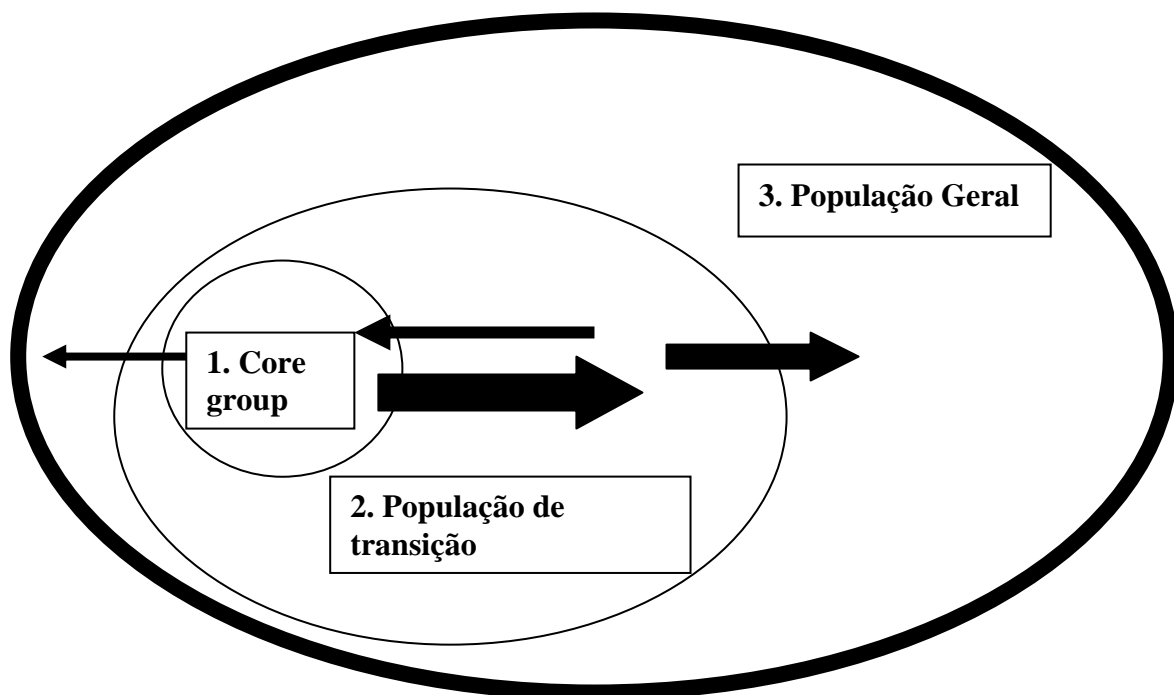 3. População Geral
1. Core
group
2. População de
transição